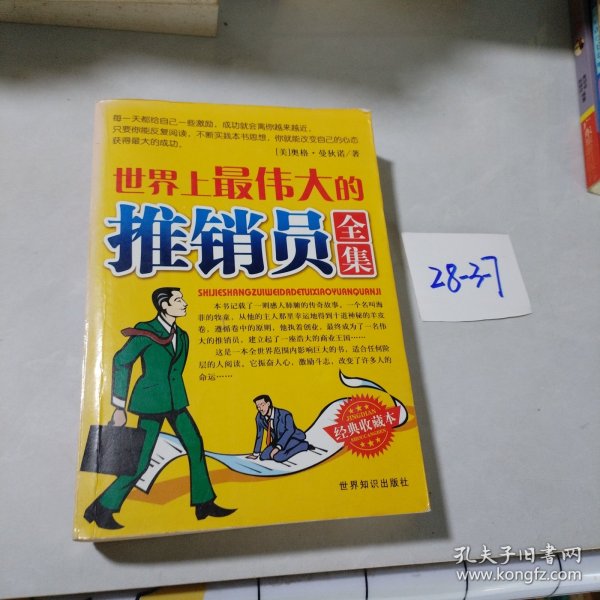 每一天都给自己一些激励，成功就会离你越来越近。
只要你能反复阅读，不断实践本书思想，你就能改变自己的心态
获得最大的成功。
[美]奥格·曼狄诺/著
世界上最伟大的
推销员全集
SHIJIESHANGZUIWEIDADETUIXIAOYUANQUANJI
本书记载了一则感人肺腑的传奇故事。一个名叫海
菲的牧童，从他的主人那里幸运地得到十道神秘的羊皮
卷，遵循卷中的原则，他执着创业，最终成为了一名伟
大的推销员，建立起了一座浩大的商业王国……
这是一本全世界范围内影响巨大的书，适合任何阶
层的人阅读。它振奋人心，激励斗志，改变了许多人的
命运……
JINGDIAN
经典收藏本
SHOUCANGBEN
世界知识出版社
28-37
孔夫子旧书网
www.kongfz.com